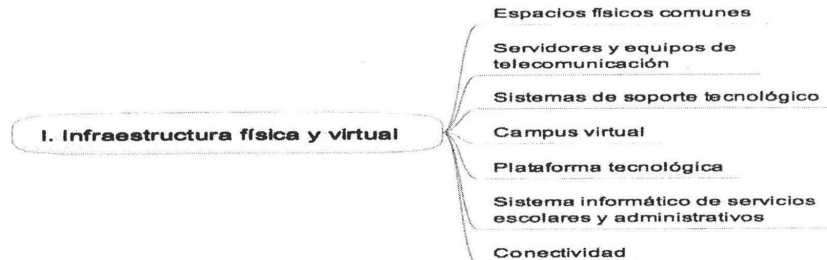 Espacios físicos comunes
Servidores y equipos de
telecomunicación
Sistemas de soporte tecnológico
I. Infraestructura física y virtual
Campus virtual
Plataforma tecnológica
Sistema informático de servicios
escolares y administrativos
Conectividad